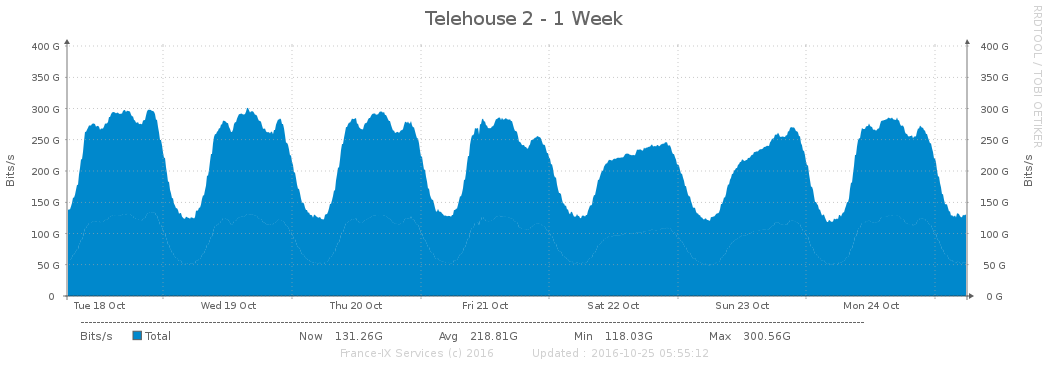 Telehouse 2 - 1 Week
RRDTOOL / TOBI OETIKER
Bits/s
Bits/s
400 G
350 G
300 G
250 G
200 G
150 G
100 G
50 G
0
400 G
350 G
300 G
250 G
200 G
150 G
100 G
50 G
0 G
Tue 18 Oct Wed 19 Oct Thu 20 Oct Fri 21 Oct Sat 22 Oct Sun 23 Oct Mon 24 Oct
Bits/s Total Now 131.26G Avg 218.81G Min 118.03G Max 300.56G
France-IX Services (c) 2016 Updated : 2016-10-25 05:55:12